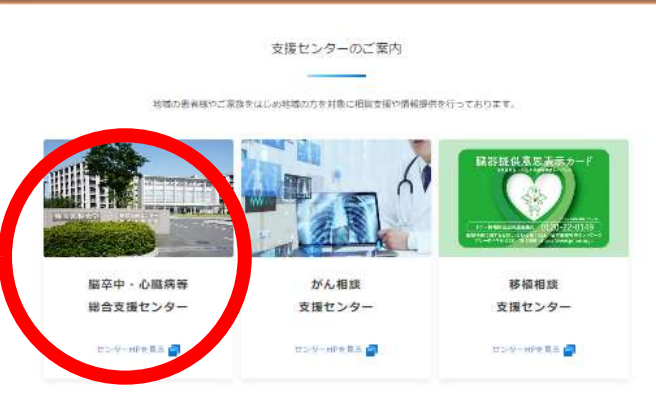 支援センターのご案内
地域の患者様やご家族をはじめ地域の方を対象に相談支援や情報提供を行っております。
臓器提供意思表示カード
0120-22-0149
脳卒中・心臓病等
総合支援センター
センターHPを見る
がん相談
支援センター
センターHPを見る
移植相談
支援センター
センターHPを見る